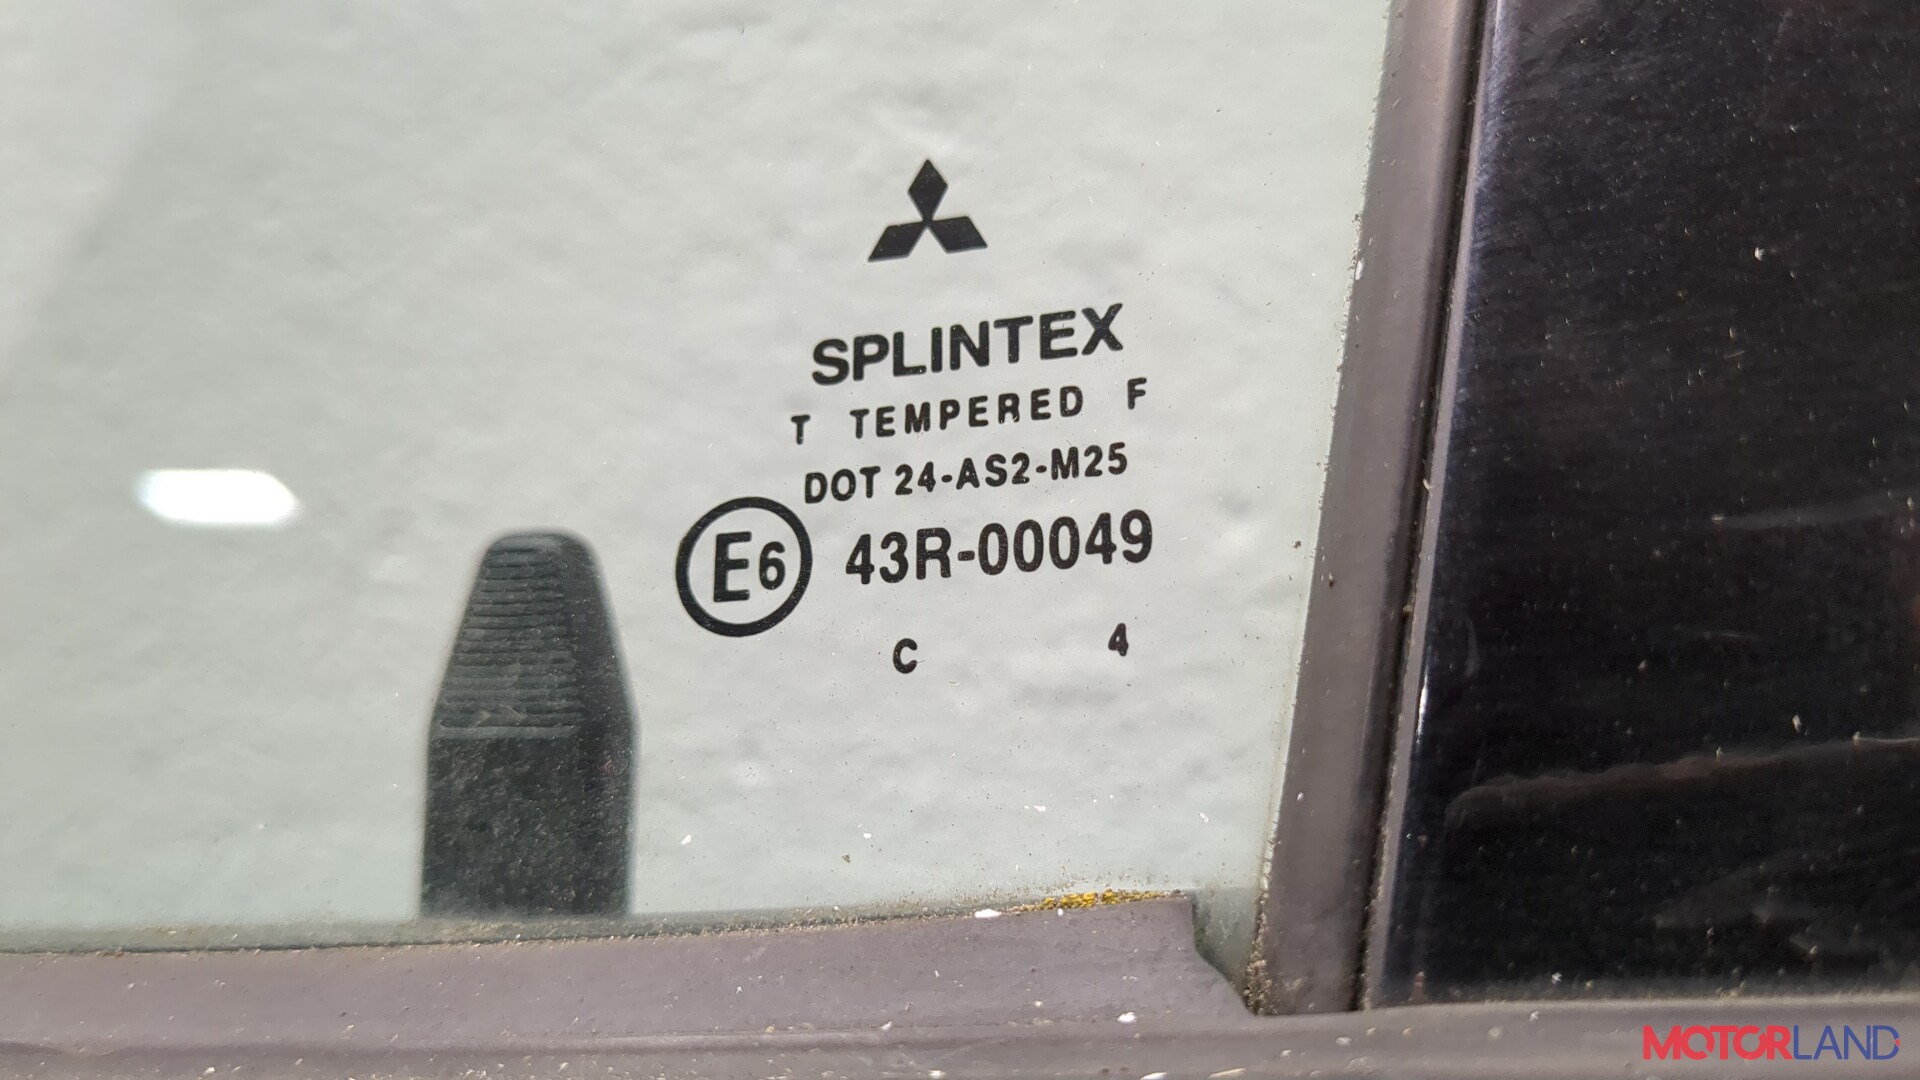 SPLINTEX
T TEMPERED F
DOT 24-AS2-M25
E6 43R-00049
C 4
MOTORLAND